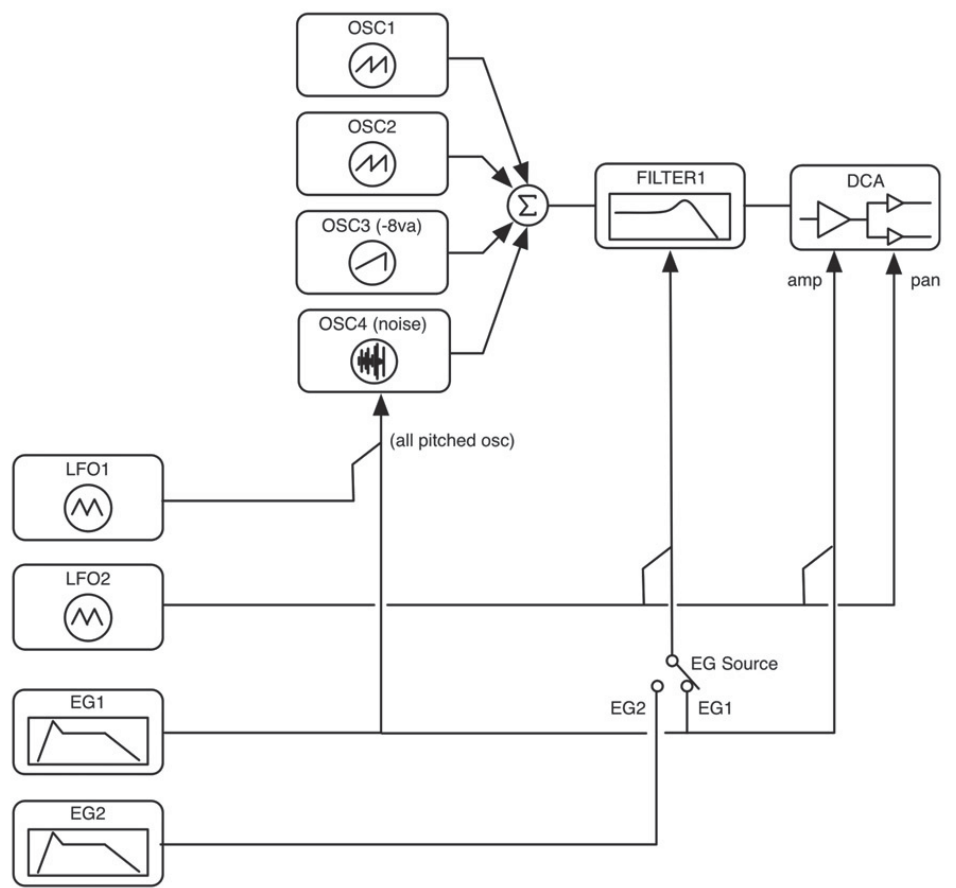 OSC1
OSC2
OSC3 (-8va)
OSC4 (noise)
Σ
FILTER1
DCA
amp
pan
(all pitched osc)
LFO1
LFO2
EG Source
EG2
EG1
EG1
EG2